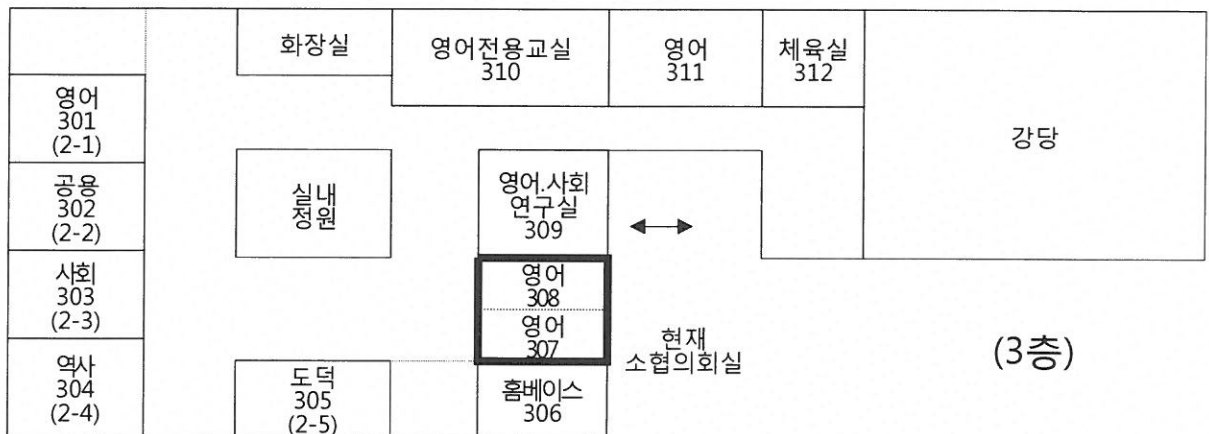 화장실
영어전용교실
310
영어
311
체육실
312
강당
영어
301
(2-1)
공용
302
(2-2)
실내
정원
영어.사회
연구실
309
사회
303
(2-3)
영어
308
영어
307
현재
소협의회실
(3층)
역사
304
(2-4)
도덕
305
(2-5)
홈베이스
306